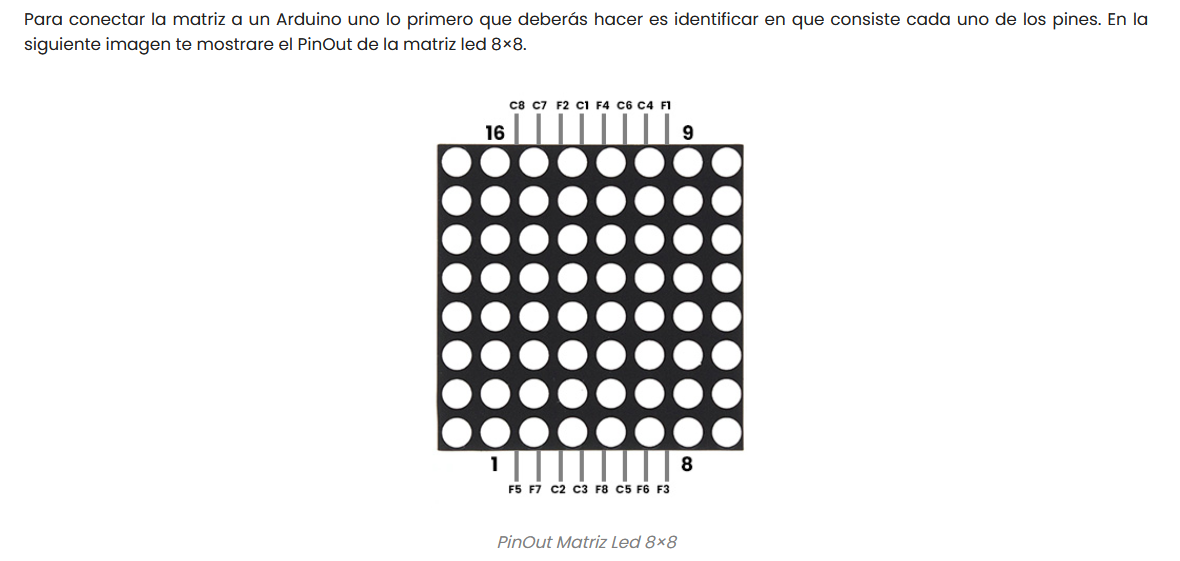 Para conectar la matriz a un Arduino uno lo primero que deberás hacer es identificar en que consiste cada uno de los pines. En la
siguiente imagen te mostrare el PinOut de la matriz led 8×8.
C8 C7 F2 C1 F4 C6 C4 F1
16 9
1 8
F5 F7 C2 C3 F8 C5 F6 F3
PinOut Matriz Led 8×8